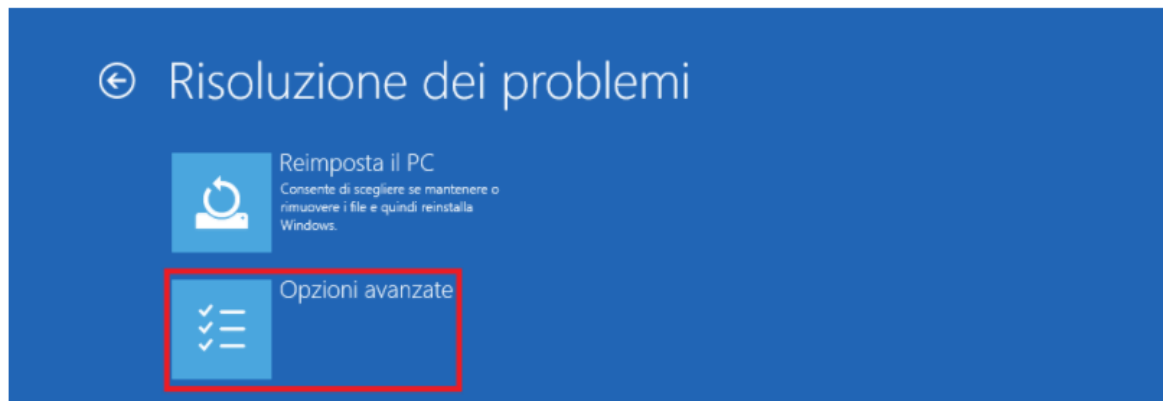 Risoluzione dei problemi
Reimposta il PC
Consente di scegliere se mantenere o
rimuovere i file e quindi reinstalla
Windows.
Opzioni avanzate